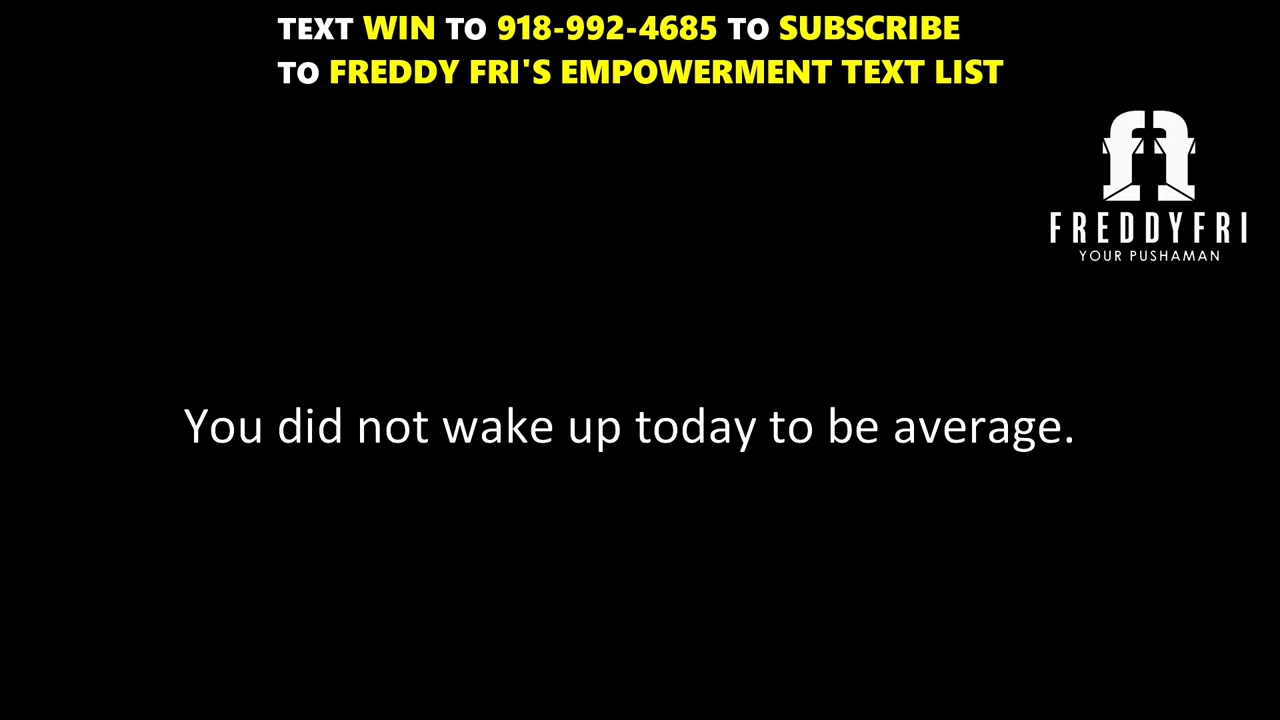 TEXT WIN TO 918-992-4685 TO SUBSCRIBE
TO FREDDY FRI'S EMPOWERMENT TEXT LIST
FREDDYFRI
YOUR PUSHAMAN
You did not wake up today to be average.